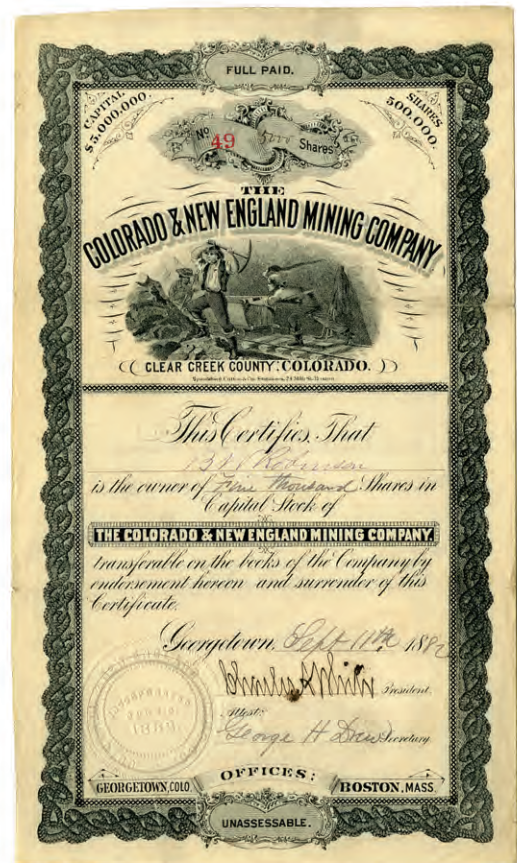 FULL PAID.
CAPITAL $5,000,000.
SHARES 500,000.
No 49 5000 Shares
THE
COLORADO & NEW ENGLAND MINING COMPANY
CLEAR CREEK COUNTY. COLORADO.
This Certifies, That
Robinson
is the owner of five thousand Shares in
Capital Stock of
THE COLORADO & NEW ENGLAND MINING COMPANY
transferable on the books of the Company by
endorsement hereon and surrender of this
Certificate.
Georgetown, Sept 11th 1882
Charles President.
Attest:
George H Drew Secretary
OFFICES:
GEORGETOWN, COLO. BOSTON, MASS.
UNASSESSABLE.